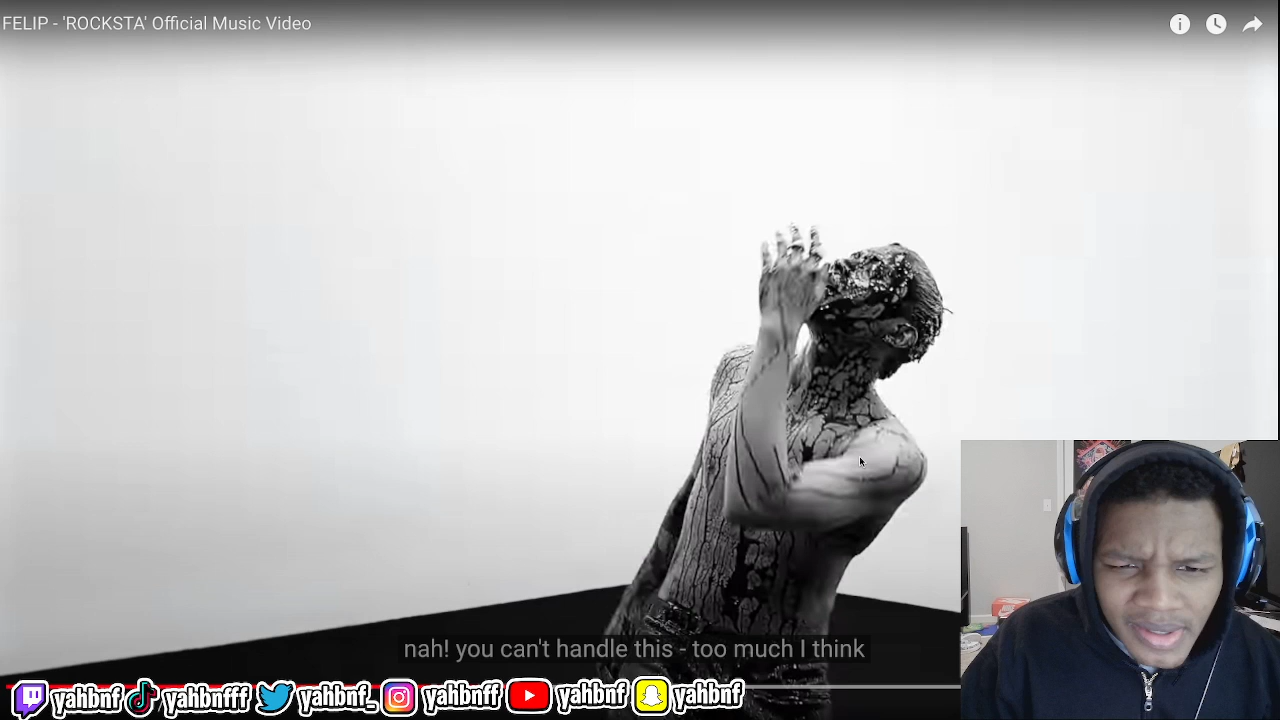 FELIP - 'ROCKSTA' Official Music Video
nah! you can't handle this - too much I think
yahbnf yahbnfff yahbnf_ yahbnff yahbnf yahbnf